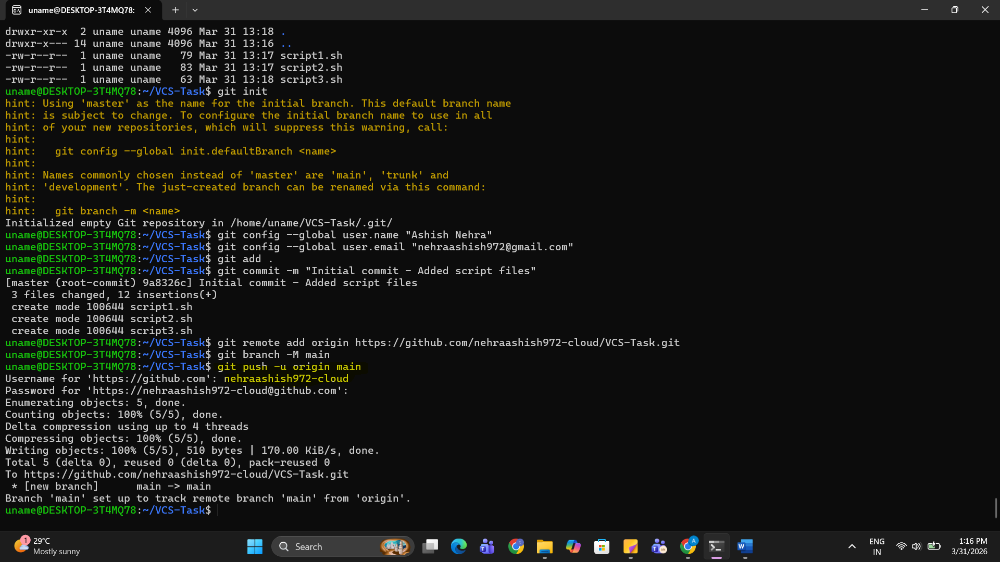 uname@DESKTOP-3T4MQ78:
drwxr-xr-x  2 uname uname 4096 Mar 31 13:18 .
drwxr-x--- 14 uname uname 4096 Mar 31 13:16 ..
-rw-r--r--  1 uname uname   79 Mar 31 13:17 script1.sh
-rw-r--r--  1 uname uname   83 Mar 31 13:17 script2.sh
-rw-r--r--  1 uname uname   63 Mar 31 13:18 script3.sh
uname@DESKTOP-3T4MQ78:~/VCS-Task$ git init
hint: Using 'master' as the name for the initial branch. This default branch name
hint: is subject to change. To configure the initial branch name to use in all
hint: of your new repositories, which will suppress this warning, call:
hint:
hint:   git config --global init.defaultBranch <name>
hint:
hint: Names commonly chosen instead of 'master' are 'main', 'trunk' and
hint: 'development'. The just-created branch can be renamed via this command:
hint:
hint:   git branch -m <name>
Initialized empty Git repository in /home/uname/VCS-Task/.git/
uname@DESKTOP-3T4MQ78:~/VCS-Task$ git config --global user.name "Ashish Nehra"
uname@DESKTOP-3T4MQ78:~/VCS-Task$ git config --global user.email "nehraashish972@gmail.com"
uname@DESKTOP-3T4MQ78:~/VCS-Task$ git add .
uname@DESKTOP-3T4MQ78:~/VCS-Task$ git commit -m "Initial commit - Added script files"
[master (root-commit) 9a8326c] Initial commit - Added script files
 3 files changed, 12 insertions(+)
 create mode 100644 script1.sh
 create mode 100644 script2.sh
 create mode 100644 script3.sh
uname@DESKTOP-3T4MQ78:~/VCS-Task$ git remote add origin https://github.com/nehraashish972-cloud/VCS-Task.git
uname@DESKTOP-3T4MQ78:~/VCS-Task$ git branch -M main
uname@DESKTOP-3T4MQ78:~/VCS-Task$ git push -u origin main
Username for 'https://github.com': nehraashish972-cloud
Password for 'https://nehraashish972-cloud@github.com':
Enumerating objects: 5, done.
Counting objects: 100% (5/5), done.
Delta compression using up to 4 threads
Compressing objects: 100% (5/5), done.
Writing objects: 100% (5/5), 510 bytes | 170.00 KiB/s, done.
Total 5 (delta 0), reused 0 (delta 0), pack-reused 0
To https://github.com/nehraashish972-cloud/VCS-Task.git
 * [new branch]      main -> main
Branch 'main' set up to track remote branch 'main' from 'origin'.
uname@DESKTOP-3T4MQ78:~/VCS-Task$
1
29°C
Mostly sunny
Search
ENG
IN
1:16 PM
3/31/2026